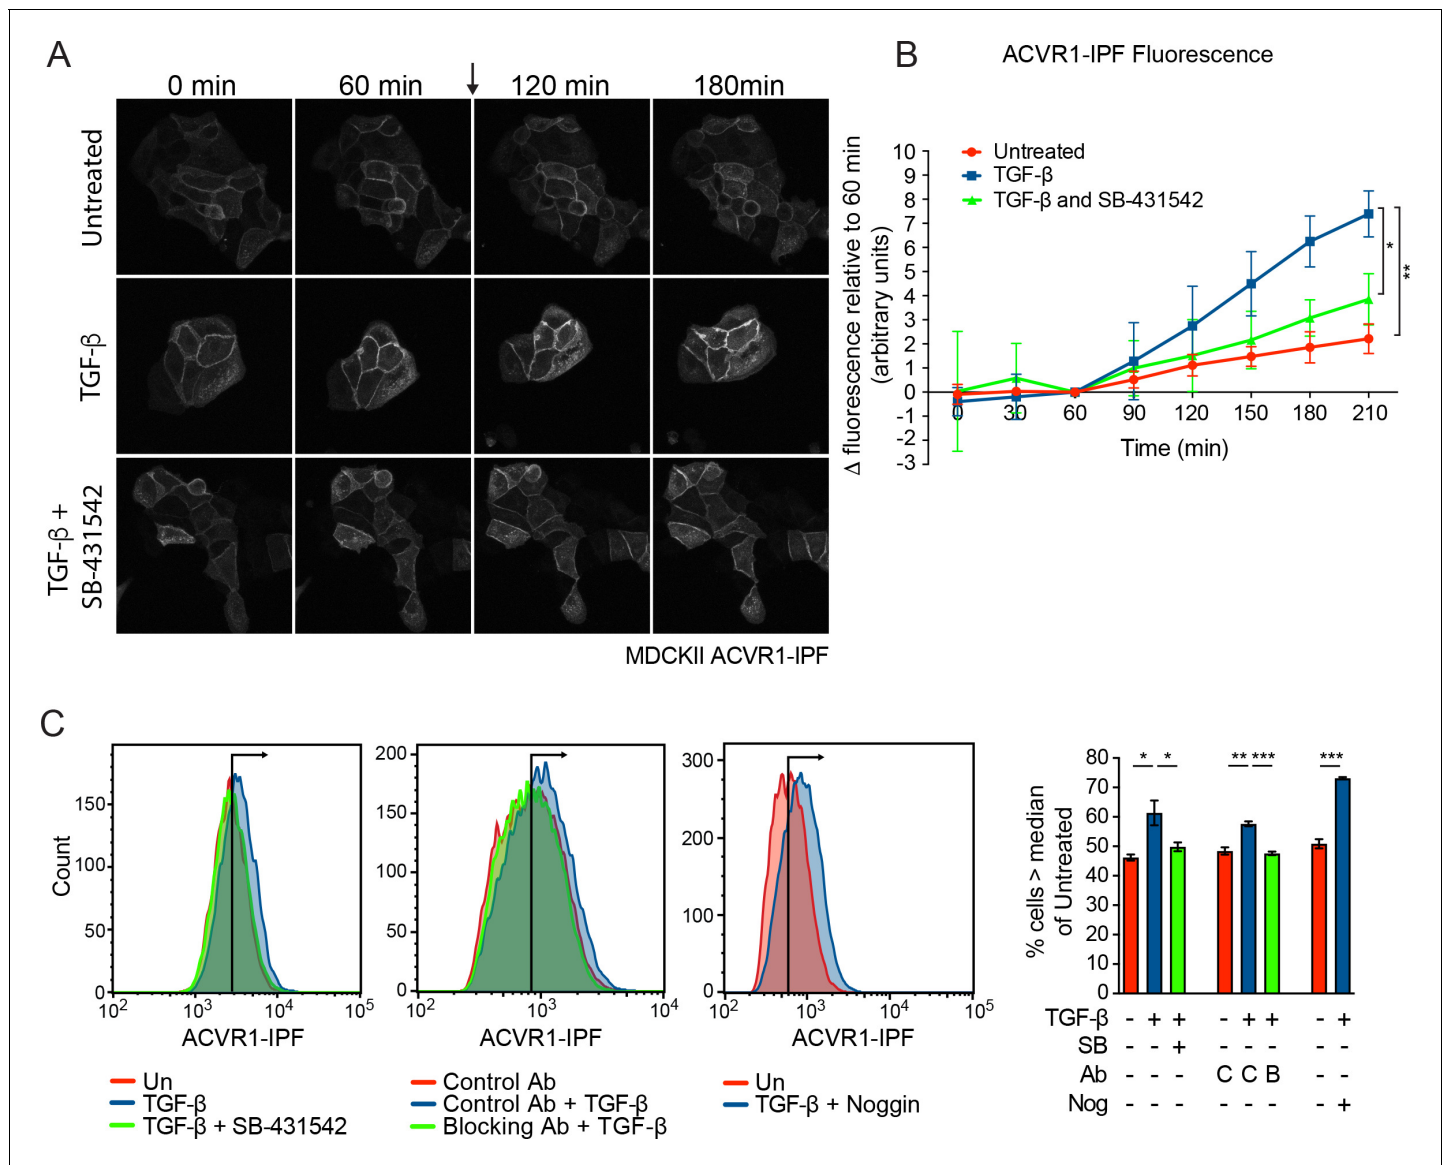 A
0 min 60 min 120 min 180min
Untreated
TGF-β
TGF-β +
SB-431542
MDCKII ACVR1-IPF
B
ACVR1-IPF Fluorescence
Δ fluorescence relative to 60 min
(arbitrary units)
10
9
8
7
6
5
4
3
2
1
0
-1
-2
-3
Untreated
TGF-β
TGF-β and SB-431542
*
**
0 30 60 90 120 150 180 210
Time (min)
C
Count
150
100
50
0
10² 10³ 10⁴ 10⁵
ACVR1-IPF
Un
TGF-β
TGF-β + SB-431542
200
150
100
50
0
10² 10³ 10⁴
ACVR1-IPF
Control Ab
Control Ab + TGF-β
Blocking Ab + TGF-β
300
200
100
0
10² 10³ 10⁴ 10⁵
ACVR1-IPF
Un
TGF-β + Noggin
% cells > median
of Untreated
80
70
60
50
40
30
20
10
0
* * ** *** ***
TGF-β - + + - + + - +
SB - - + - - - - -
Ab - - - C C B - -
Nog - - - - - - - +